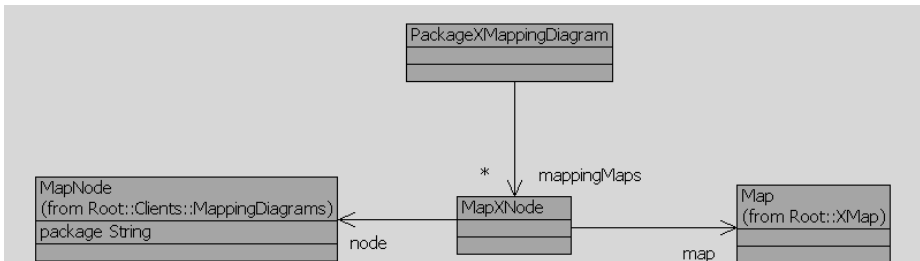 PackageXMappingDiagram
* mappingMaps
MapNode
(from Root::Clients::MappingDiagrams)
package String
node
MapXNode
Map
(from Root::XMap)
map